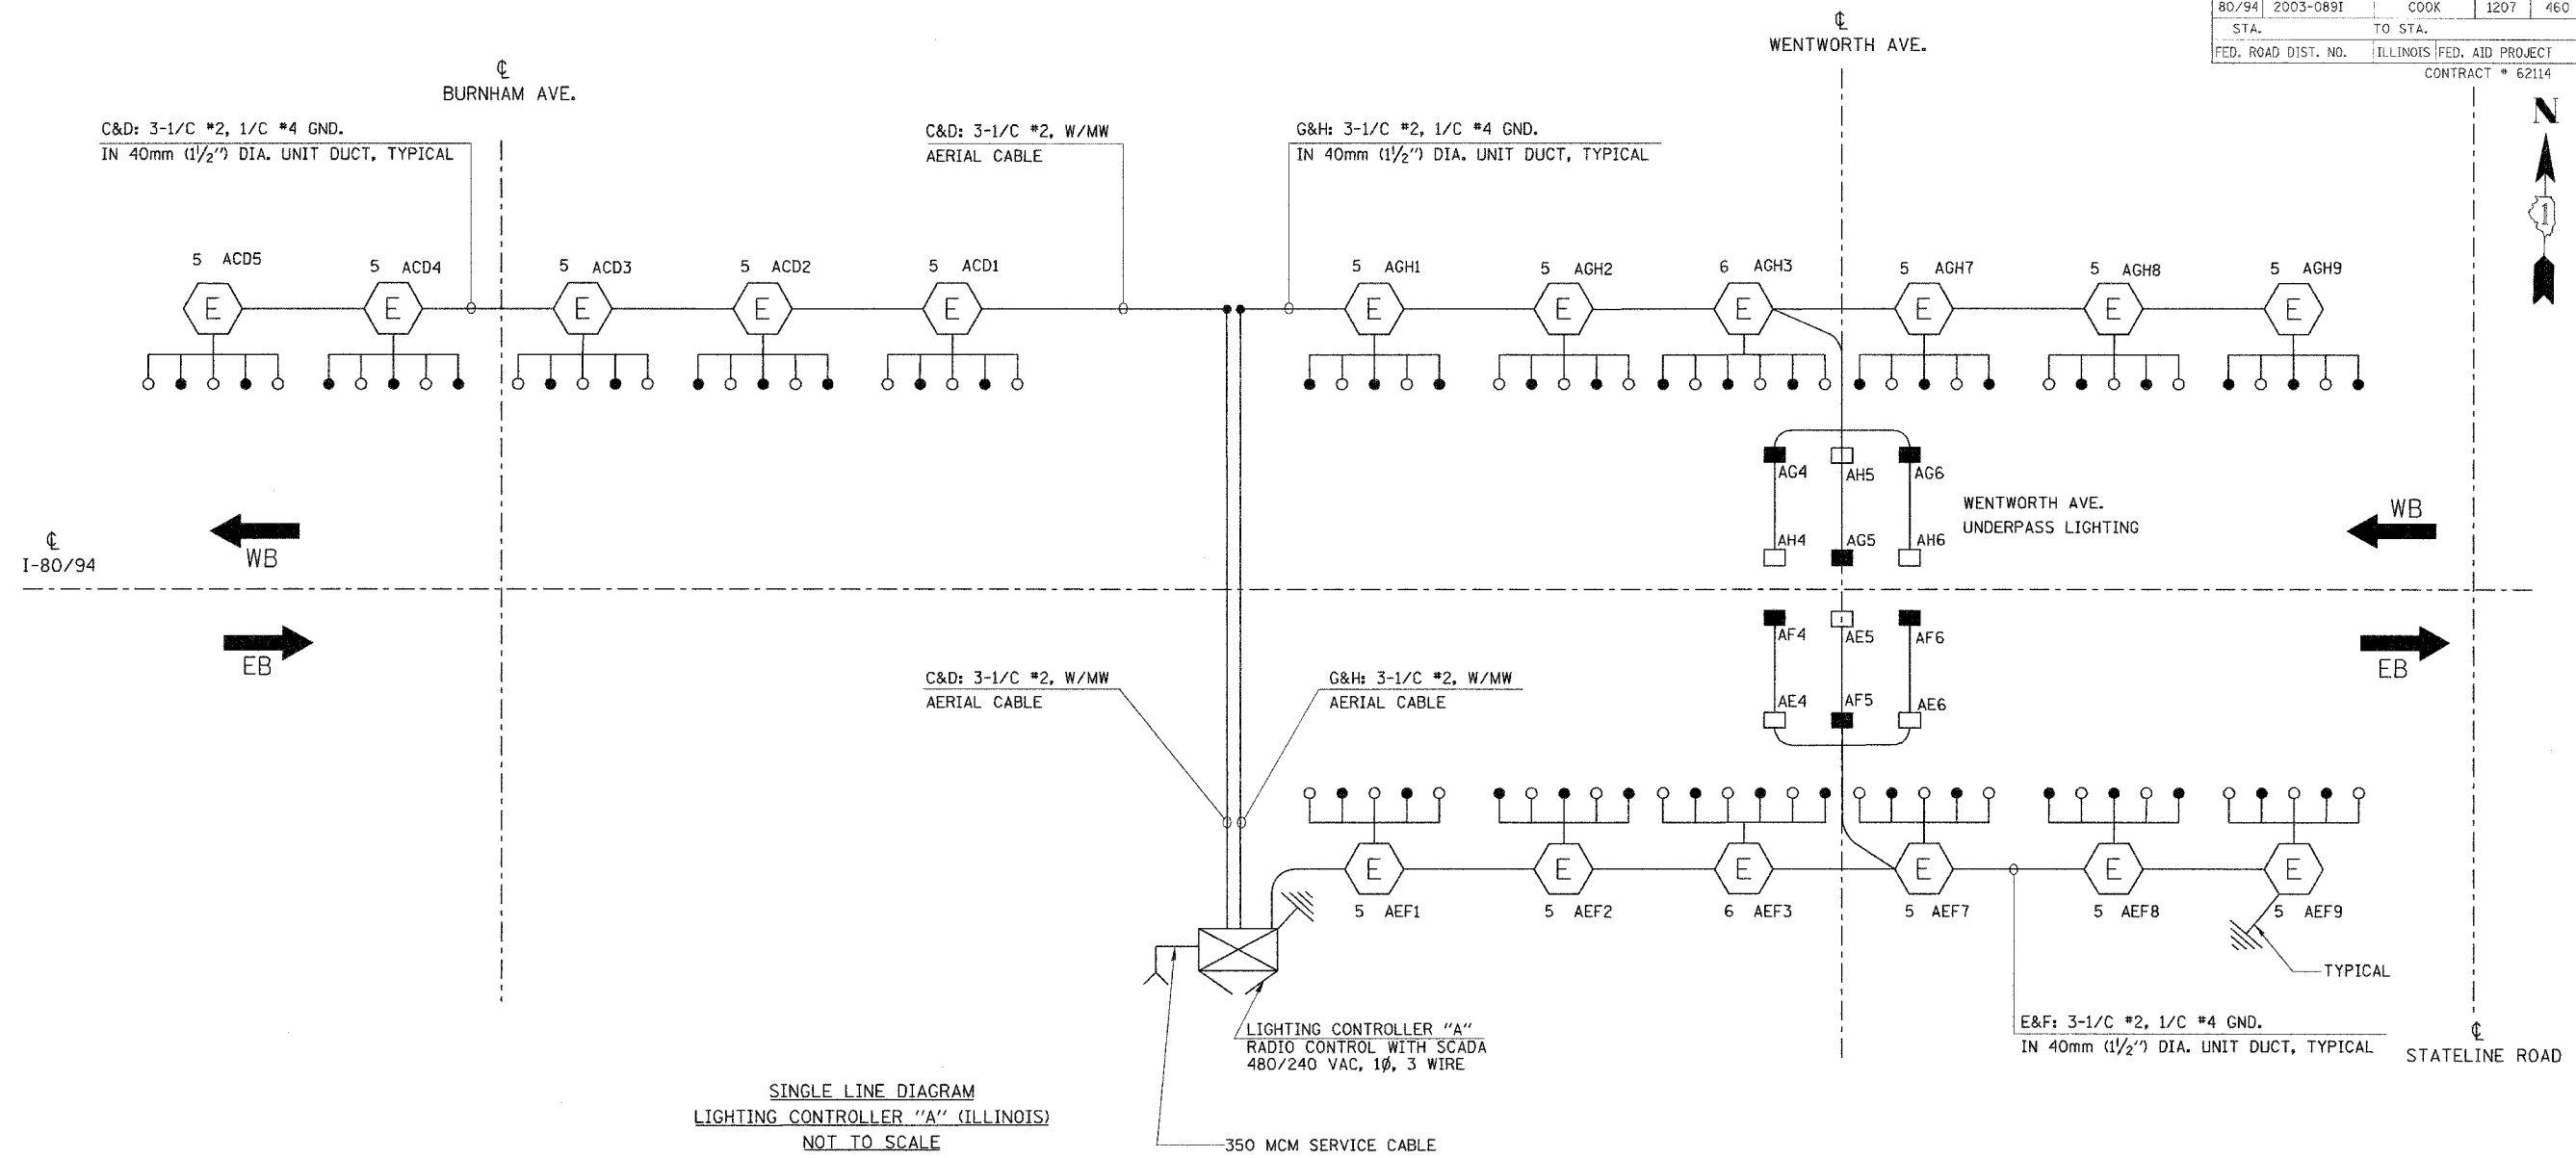 80/94 2003-089I COOK 1207 460
STA. TO STA.
FED. ROAD DIST. NO. ILLINOIS FED. AID PROJECT
CONTRACT # 62114
℄
WENTWORTH AVE.
℄
BURNHAM AVE.
N
1
C&D: 3-1/C #2, 1/C #4 GND.
IN 40mm (1½") DIA. UNIT DUCT, TYPICAL
C&D: 3-1/C #2, W/MW
AERIAL CABLE
G&H: 3-1/C #2, 1/C #4 GND.
IN 40mm (1½") DIA. UNIT DUCT, TYPICAL
5 ACD5
5 ACD4
5 ACD3
5 ACD2
5 ACD1
5 AGH1
5 AGH2
6 AGH3
5 AGH7
5 AGH8
5 AGH9
E E E E E E E E E E E
AG4 AH5 AG6
WENTWORTH AVE.
UNDERPASS LIGHTING
AH4 AG5 AH6
℄
I-80/94
WB
WB
EB
EB
AF4 AE5 AF6
AE4 AF5 AE6
C&D: 3-1/C #2, W/MW
AERIAL CABLE
G&H: 3-1/C #2, W/MW
AERIAL CABLE
E E E E E E
5 AEF1
5 AEF2
6 AEF3
5 AEF7
5 AEF8
5 AEF9
TYPICAL
LIGHTING CONTROLLER "A"
RADIO CONTROL WITH SCADA
480/240 VAC, 1Ø, 3 WIRE
E&F: 3-1/C #2, 1/C #4 GND.
IN 40mm (1½") DIA. UNIT DUCT, TYPICAL
℄
STATELINE ROAD
SINGLE LINE DIAGRAM
LIGHTING CONTROLLER "A" (ILLINOIS)
NOT TO SCALE
350 MCM SERVICE CABLE